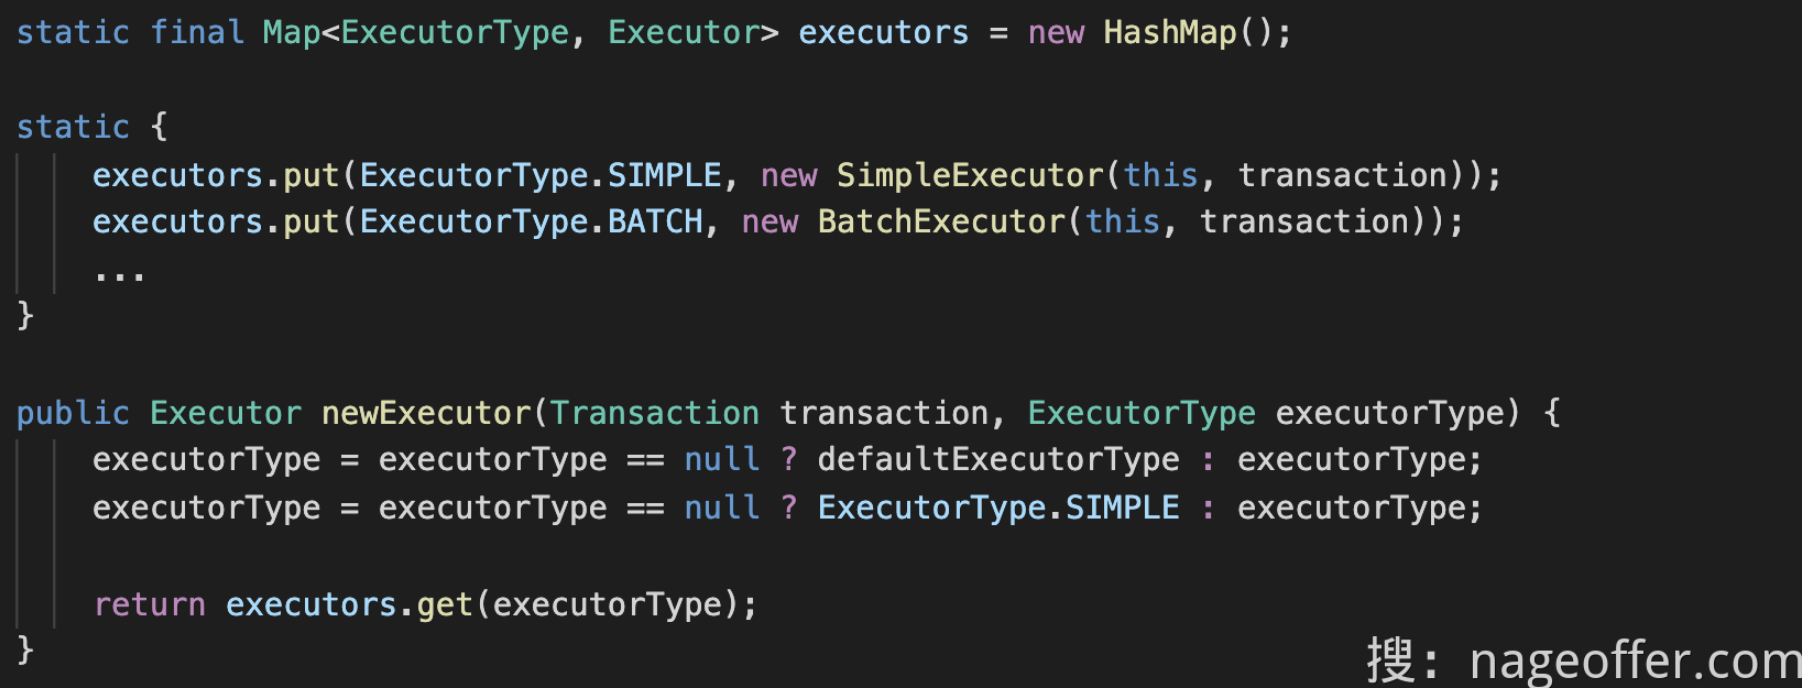 static final Map<ExecutorType, Executor> executors = new HashMap();
static {
executors.put(ExecutorType.SIMPLE, new SimpleExecutor(this, transaction));
executors.put(ExecutorType.BATCH, new BatchExecutor(this, transaction));
...
}
public Executor newExecutor(Transaction transaction, ExecutorType executorType) {
executorType = executorType == null ? defaultExecutorType : executorType;
executorType = executorType == null ? ExecutorType.SIMPLE : executorType;
return executors.get(executorType);
}
搜：nageoffer.com